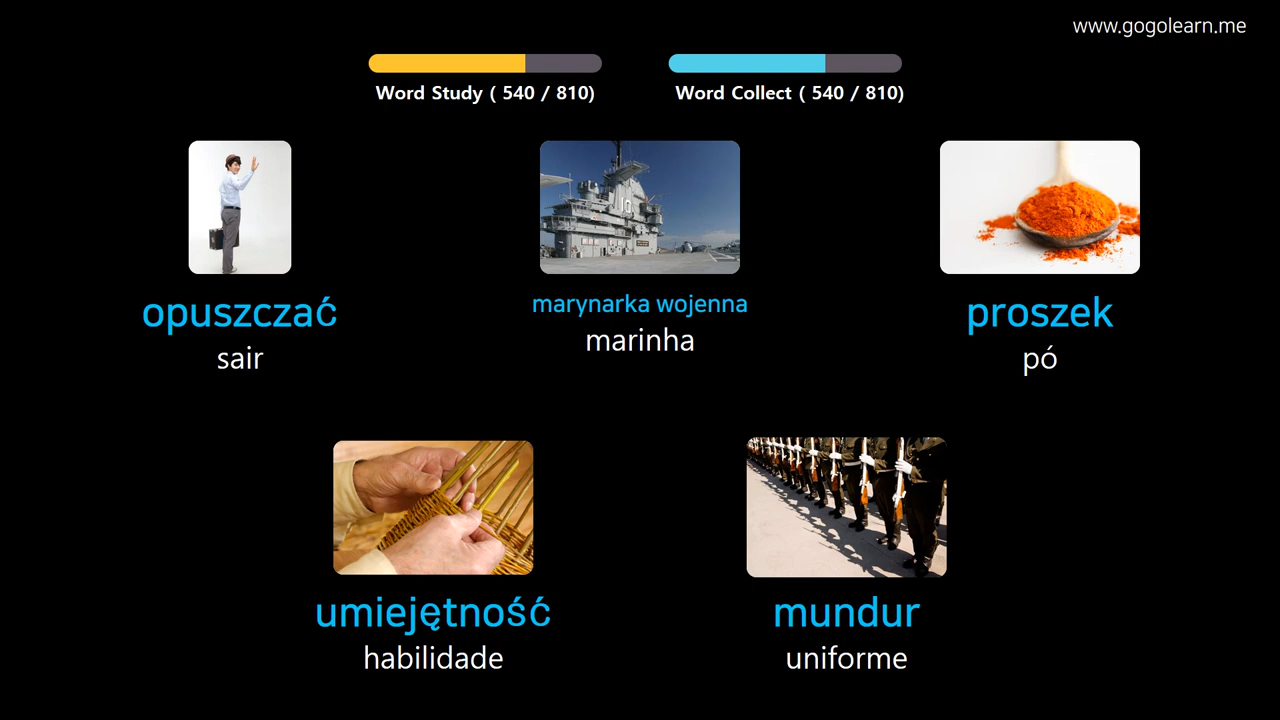 www.gogolearn.me
Word Study ( 540 / 810)
Word Collect ( 540 / 810)
opuszczać
sair
marynarka wojenna
marinha
proszek
pó
umiejętność
habilidade
mundur
uniforme